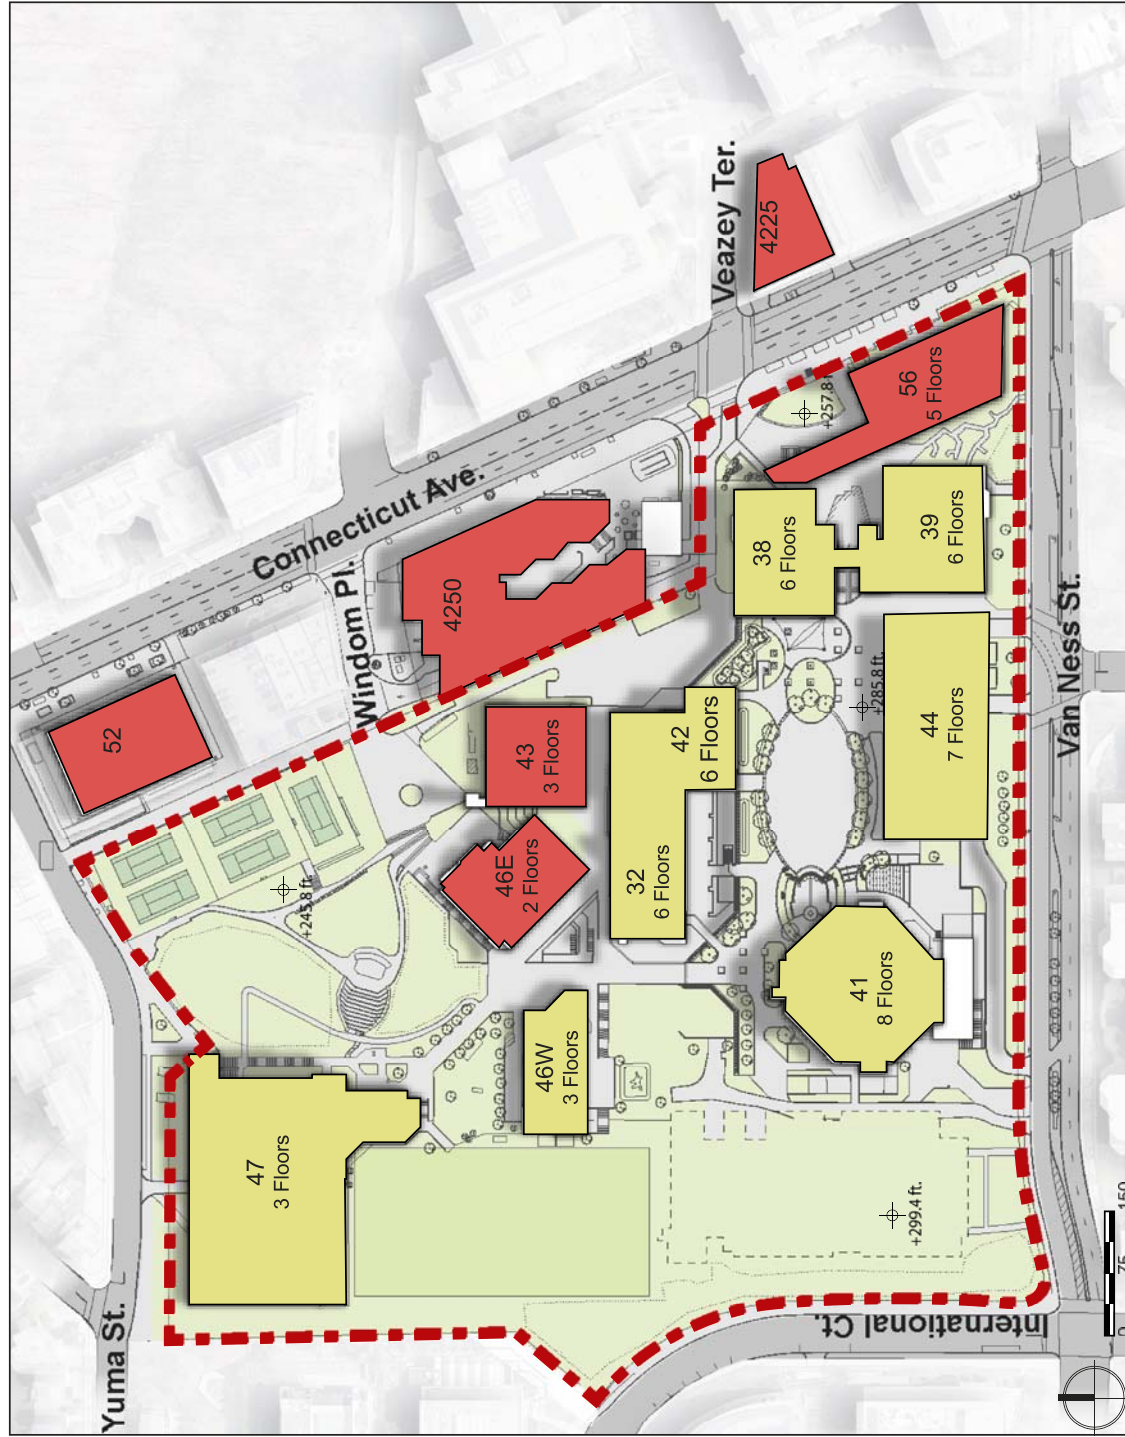 Yuma St.
Connecticut Ave.
Windom Pl.
Veazey Ter.
Van Ness St.
International Ct.
52
4250
4225
56
5 Floors
43
3 Floors
46E
2 Floors
42
6 Floors
32
6 Floors
38
6 Floors
39
6 Floors
44
7 Floors
41
8 Floors
46W
3 Floors
47
3 Floors
+245.8 ft.
+257.8 f
+285.8 ft.
+299.4 ft.
0 75 150